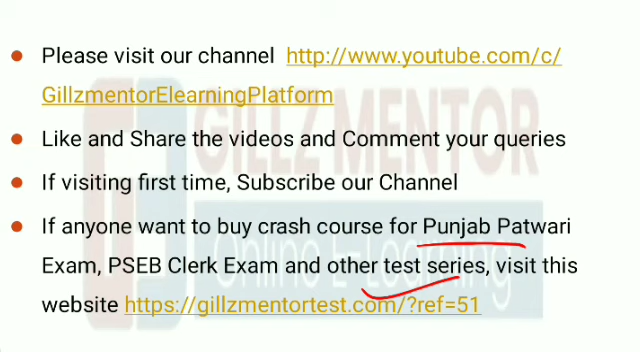 Please visit our channel http://www.youtube.com/c/
GillzmentorElearningPlatform
Like and Share the videos and Comment your queries
If visiting first time, Subscribe our Channel
If anyone want to buy crash course for Punjab Patwari
Exam, PSEB Clerk Exam and other test series, visit this
website https://gillzmentortest.com/?ref=51
GILLZ MENTOR
Online E-Learning